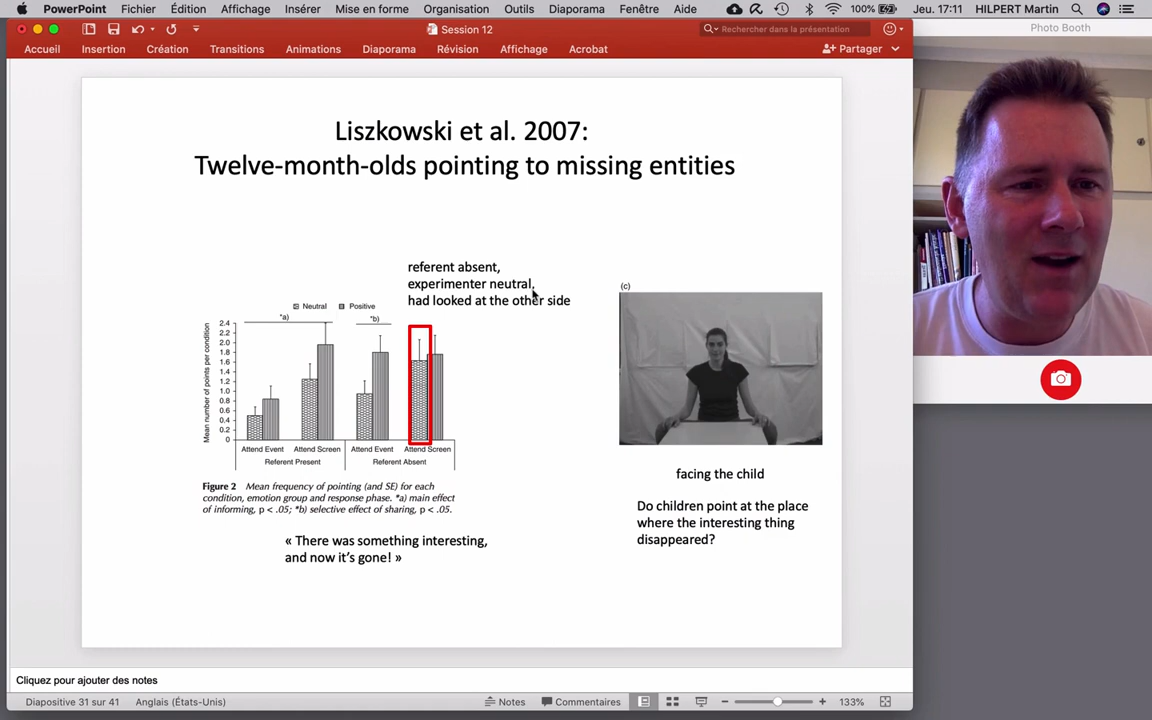 PowerPoint Fichier Édition Affichage Insérer Mise en forme Organisation Outils Diaporama Fenêtre Aide 100% Jeu. 17:11 HILPERT Martin
Session 12
Rechercher dans la présentation
Photo Booth
Accueil Insertion Création Transitions Animations Diaporama Révision Affichage Acrobat Partager
Liszkowski et al. 2007:
Twelve-month-olds pointing to missing entities
referent absent,
experimenter neutral,
had looked at the other side
(c)
Neutral Positive
*a) *b)
Mean number of points per condition
2.4
2.2
2.0
1.8
1.6
1.4
1.2
1.0
0.8
0.6
0.4
0.2
0
Attend Event Attend Screen Attend Event Attend Screen
Referent Present Referent Absent
Figure 2 Mean frequency of pointing (and SE) for each
condition, emotion group and response phase. *a) main effect
of informing, p < .05; *b) selective effect of sharing, p < .05.
facing the child
Do children point at the place
where the interesting thing
disappeared?
« There was something interesting,
and now it's gone! »
Cliquez pour ajouter des notes
Diapositive 31 sur 41 Anglais (États-Unis) Notes Commentaires 133%